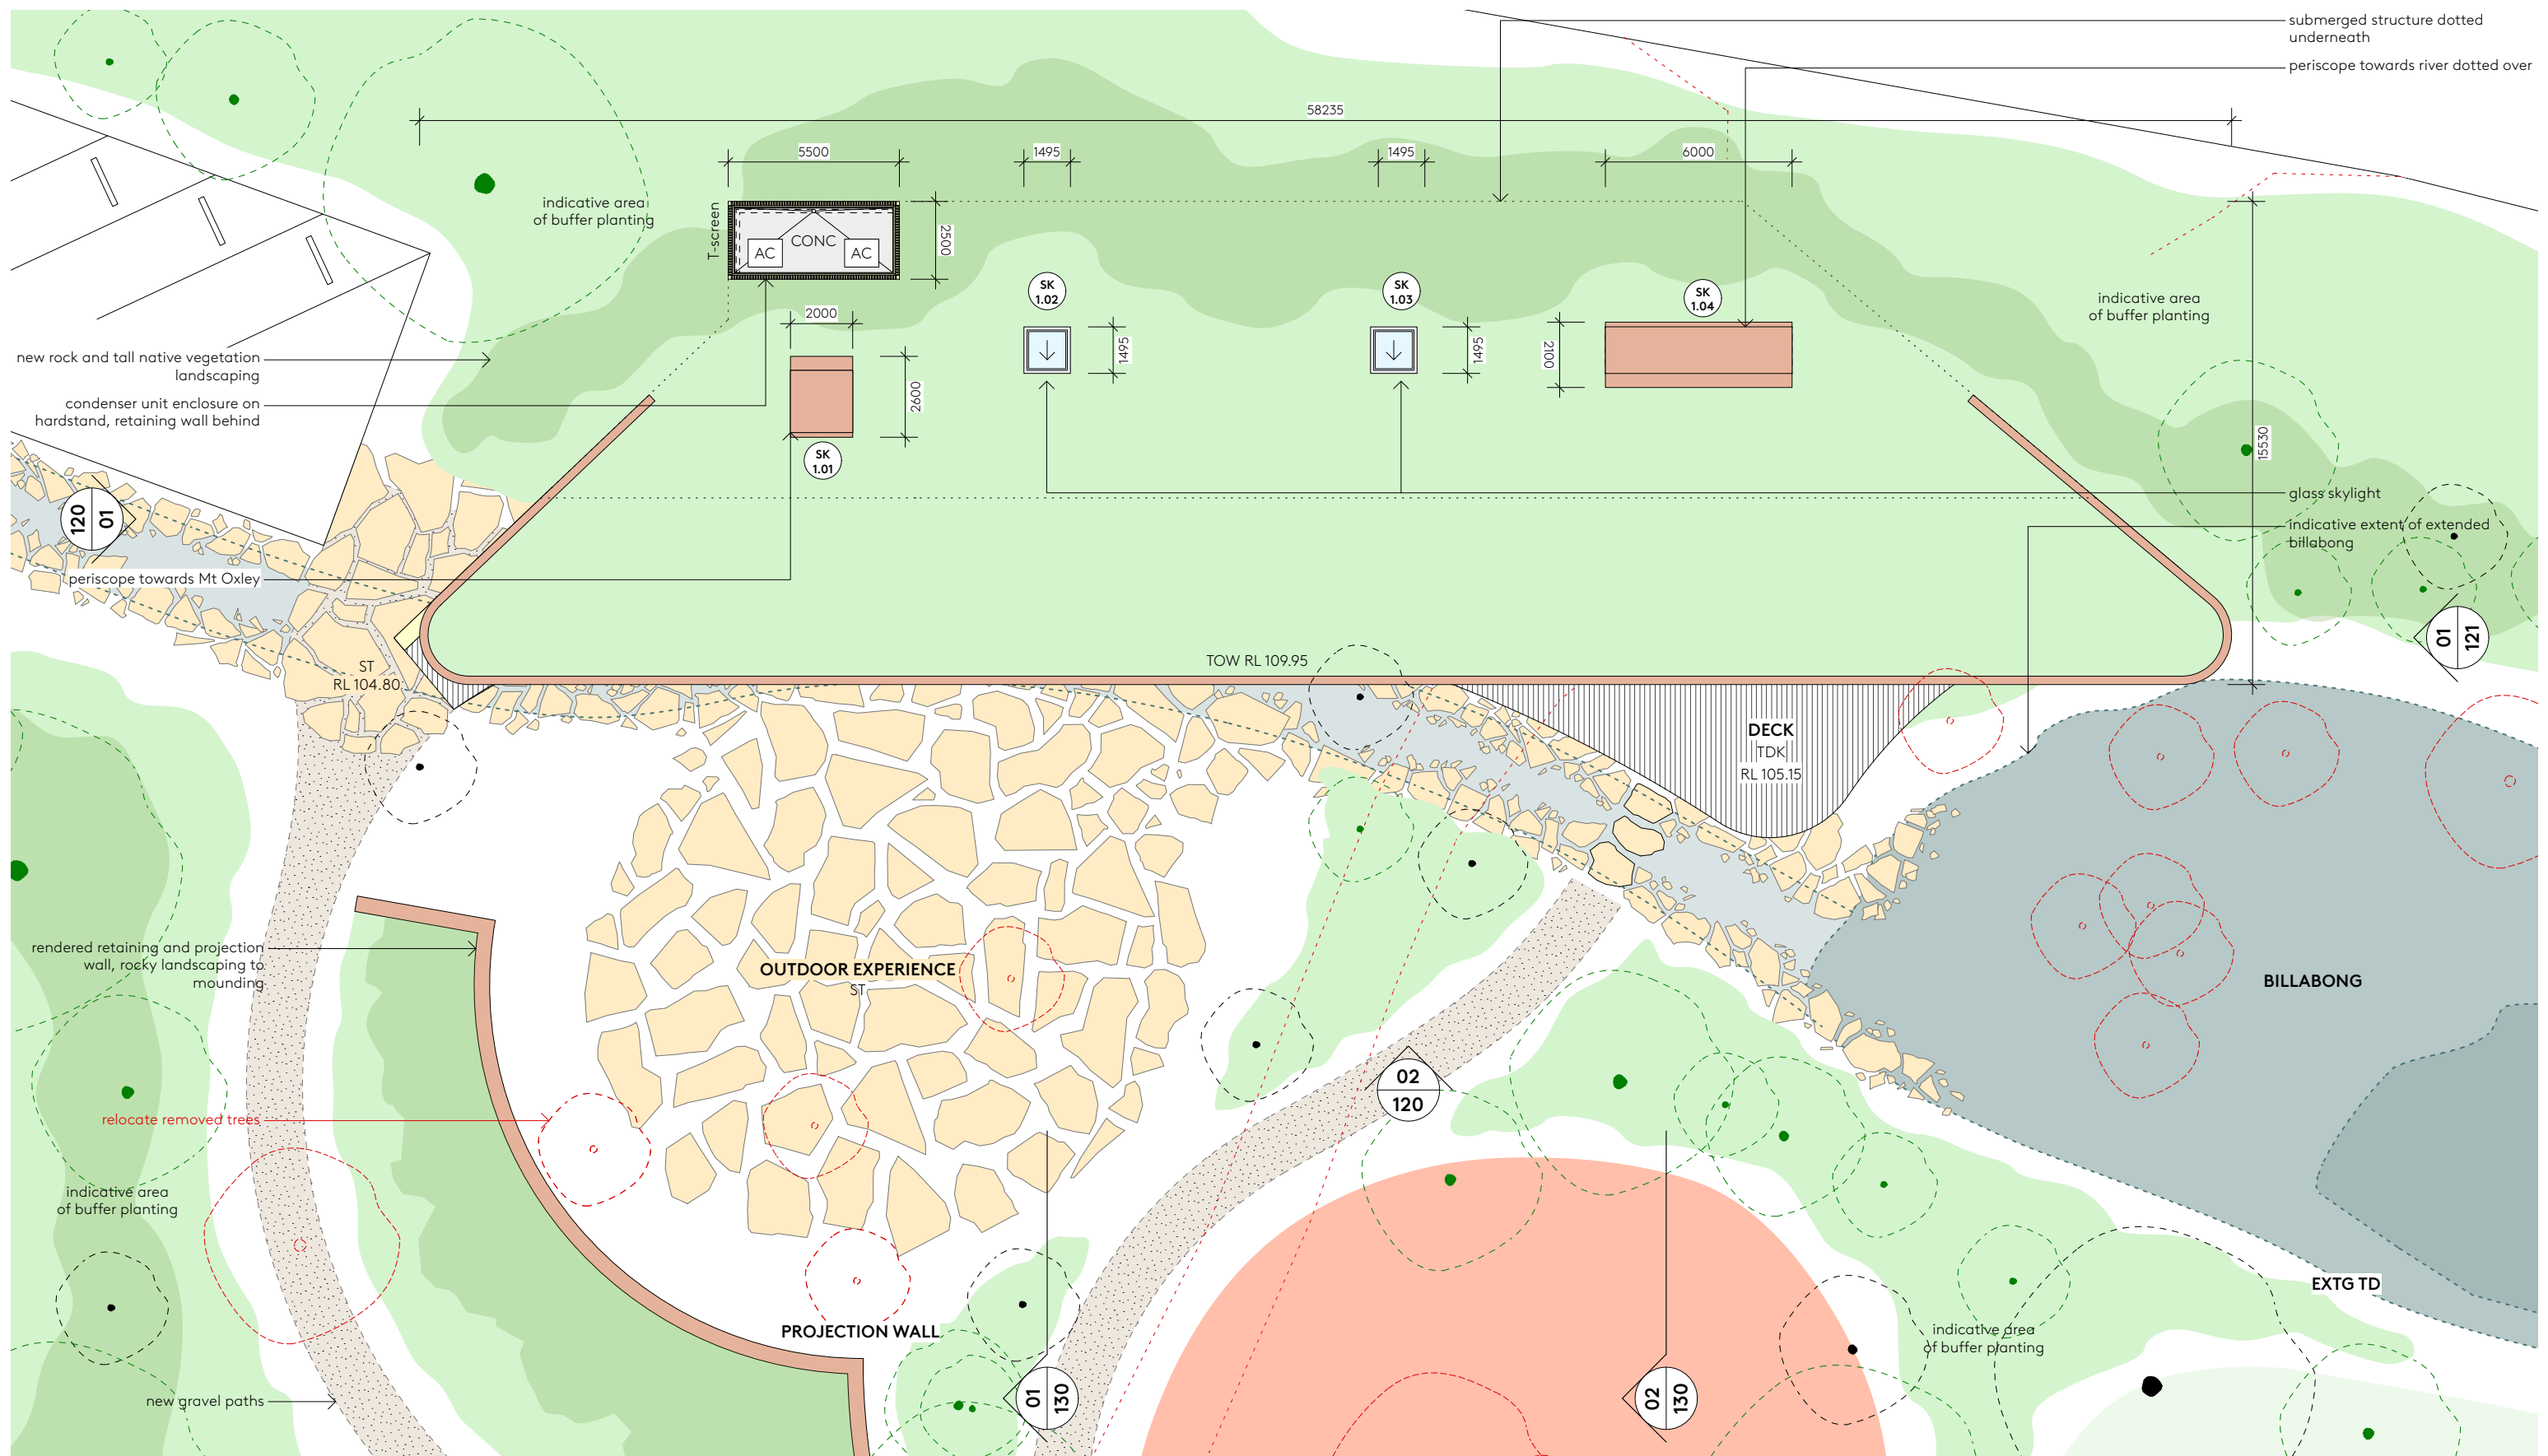 submerged structure dotted
underneath
periscope towards river dotted over
58235
5500
1495
1495
6000
indicative area
of buffer planting
T-screen
CONC
AC
AC
2500
SK
1.02
SK
1.03
SK
1.04
indicative area
of buffer planting
2000
1495
1495
2100
new rock and tall native vegetation
landscaping
condenser unit enclosure on
hardstand, retaining wall behind
2600
SK
1.01
15530
glass skylight
120
01
indicative extent of extended
billabong
periscope towards Mt Oxley
01
121
ST
RL 104.80
TOW RL 109.95
DECK
TDK
RL 105.15
rendered retaining and projection
wall, rocky landscaping to
mounding
OUTDOOR EXPERIENCE
ST
BILLABONG
02
120
relocate removed trees
indicative area
of buffer planting
EXTG TD
PROJECTION WALL
indicative area
of buffer planting
new gravel paths
01
130
02
130